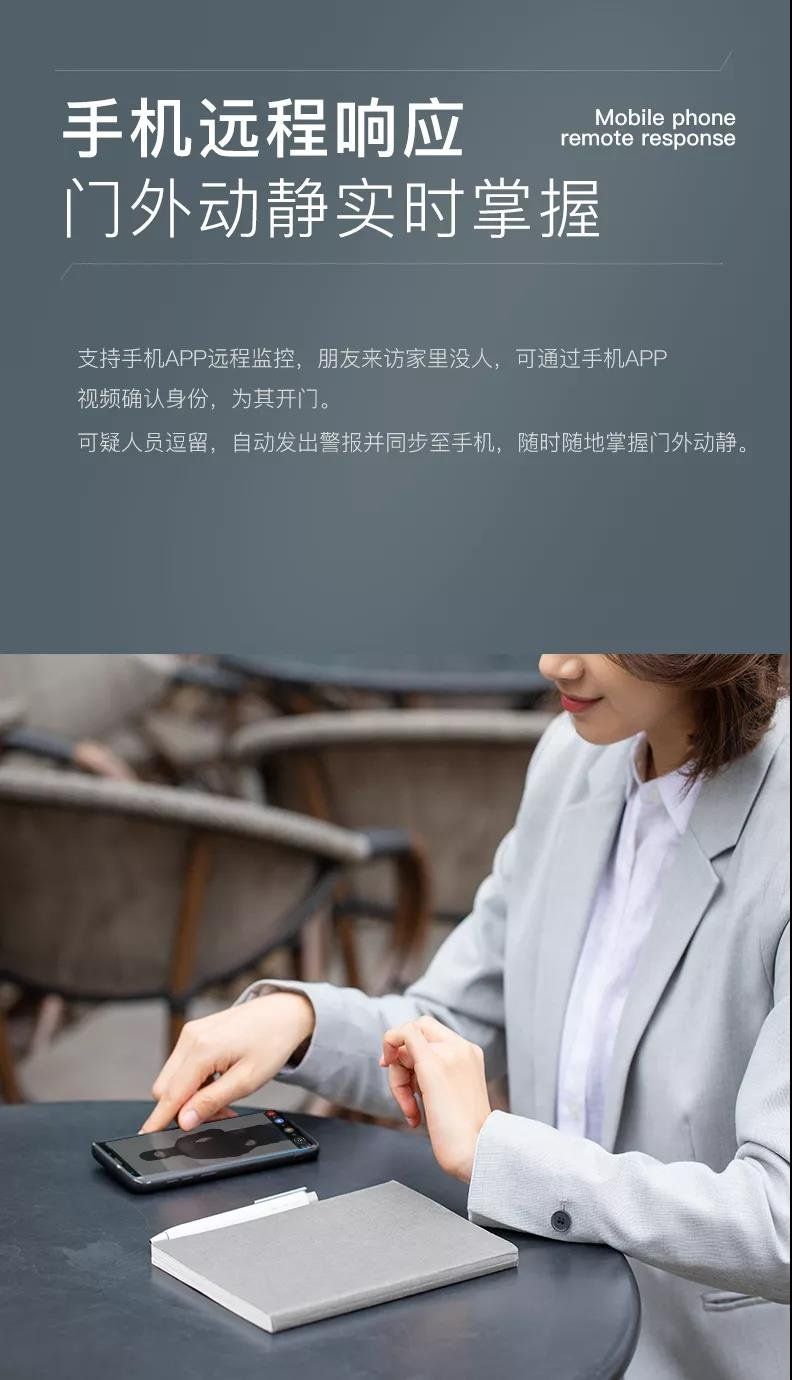 手机远程响应
Mobile phone
remote response
门外动静实时掌握
支持手机APP远程监控，朋友来访家里没人，可通过手机APP
视频确认身份，为其开门。
可疑人员逗留，自动发出警报并同步至手机，随时随地掌握门外动静。